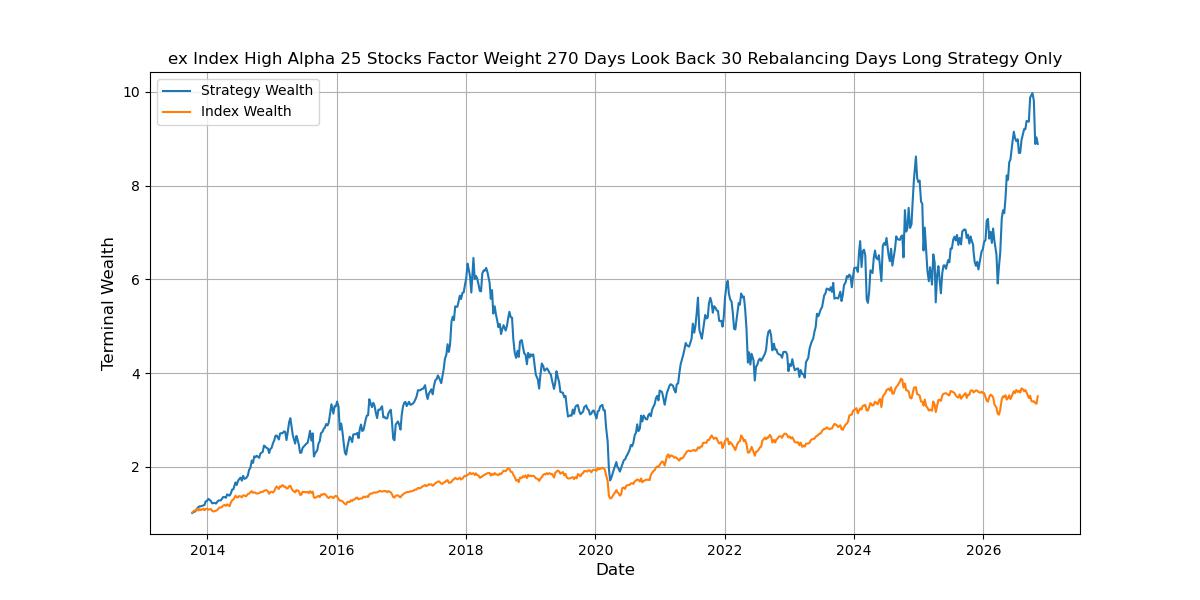 ex Index High Alpha 25 Stocks Factor Weight 270 Days Look Back 30 Rebalancing Days Long Strategy Only
Strategy Wealth
Index Wealth
10
8
6
4
2
Terminal Wealth
2014 2016 2018 2020 2022 2024 2026
Date